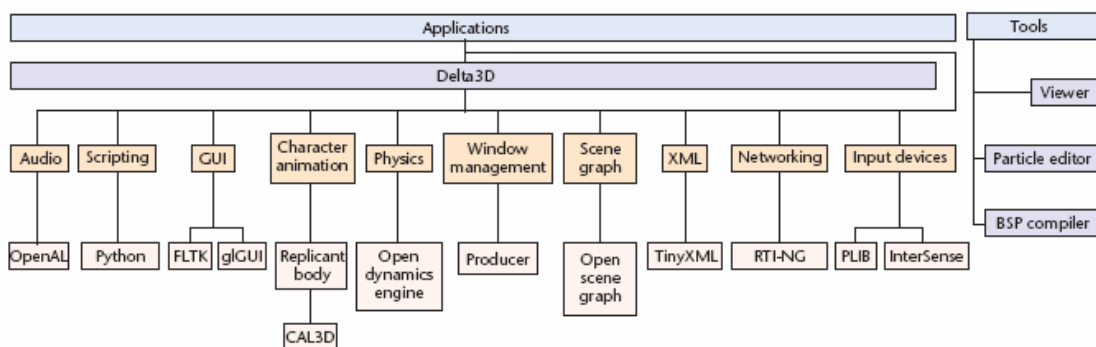 Applications
Tools
Delta3D
Viewer
Audio
Scripting
GUI
Character
animation
Physics
Window
management
Scene
graph
XML
Networking
Input devices
Particle editor
BSP compiler
OpenAL
Python
FLTK
glGUI
Replicant
body
Open
dynamics
engine
Producer
Open
scene
graph
TinyXML
RTI-NG
PLIB
InterSense
CAL3D